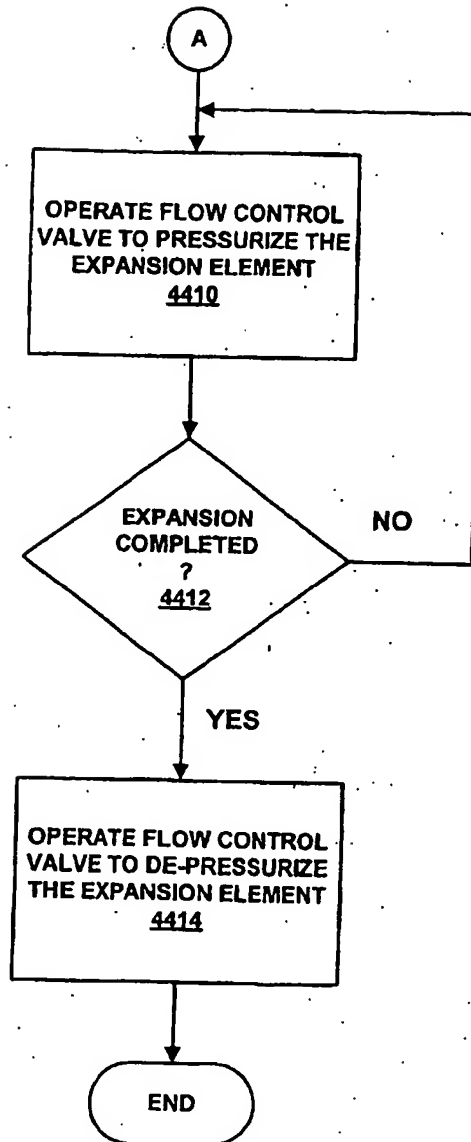 A
OPERATE FLOW CONTROL
VALVE TO PRESSURIZE THE
EXPANSION ELEMENT
4410
EXPANSION
COMPLETED
?
4412
NO
YES
OPERATE FLOW CONTROL
VALVE TO DE-PRESSURIZE
THE EXPANSION ELEMENT
4414
END